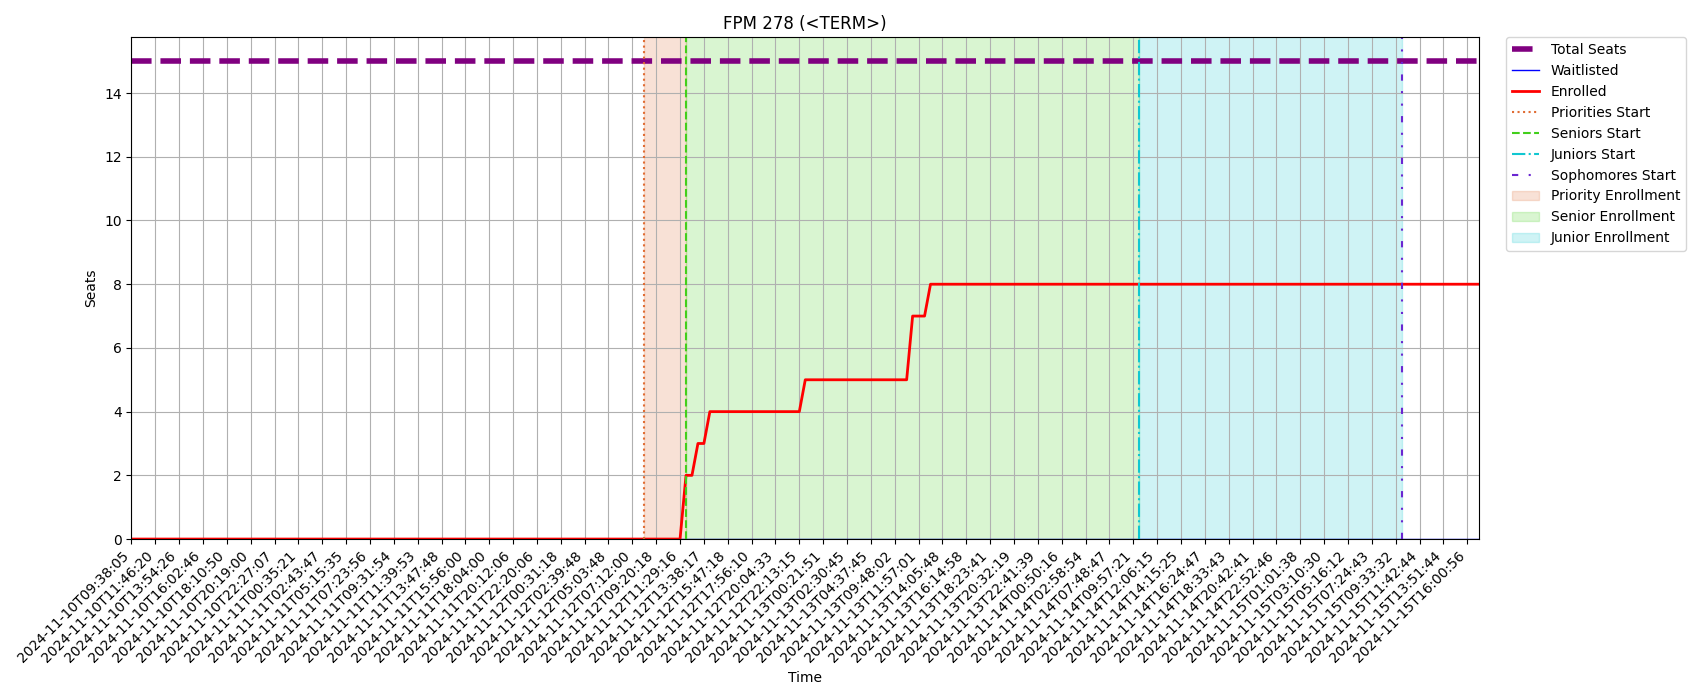 FPM 278 (<TERM>)
Total Seats
Waitlisted
Enrolled
Priorities Start
Seniors Start
Juniors Start
Sophomores Start
Priority Enrollment
Senior Enrollment
Junior Enrollment
Seats
14
12
10
8
6
4
2
0
2024-11-10T09:38:05
2024-11-10T11:46:20
2024-11-10T13:54:26
2024-11-10T16:02:46
2024-11-10T18:10:50
2024-11-10T20:19:00
2024-11-10T22:27:07
2024-11-11T00:35:21
2024-11-11T02:43:47
2024-11-11T05:15:35
2024-11-11T07:23:56
2024-11-11T09:31:54
2024-11-11T11:39:53
2024-11-11T13:47:48
2024-11-11T15:56:00
2024-11-11T18:04:00
2024-11-11T20:12:06
2024-11-11T22:20:06
2024-11-12T00:31:18
2024-11-12T02:39:48
2024-11-12T05:03:48
2024-11-12T07:12:00
2024-11-12T09:20:18
2024-11-12T11:29:16
2024-11-12T13:38:17
2024-11-12T15:47:18
2024-11-12T17:56:10
2024-11-12T20:04:33
2024-11-12T22:13:15
2024-11-13T00:21:51
2024-11-13T02:30:45
2024-11-13T04:37:45
2024-11-13T09:48:02
2024-11-13T11:57:01
2024-11-13T14:05:48
2024-11-13T16:14:58
2024-11-13T18:23:41
2024-11-13T20:32:19
2024-11-13T22:41:39
2024-11-14T00:50:16
2024-11-14T02:58:54
2024-11-14T07:48:47
2024-11-14T09:57:21
2024-11-14T12:06:15
2024-11-14T14:15:25
2024-11-14T16:24:47
2024-11-14T18:33:43
2024-11-14T20:42:41
2024-11-14T22:52:46
2024-11-15T01:01:38
2024-11-15T03:10:30
2024-11-15T05:16:12
2024-11-15T07:24:43
2024-11-15T09:33:32
2024-11-15T11:42:44
2024-11-15T13:51:44
2024-11-15T16:00:56
Time